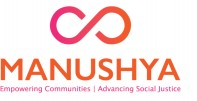 MANUSHYA
Empowering Communities | Advancing Social Justice